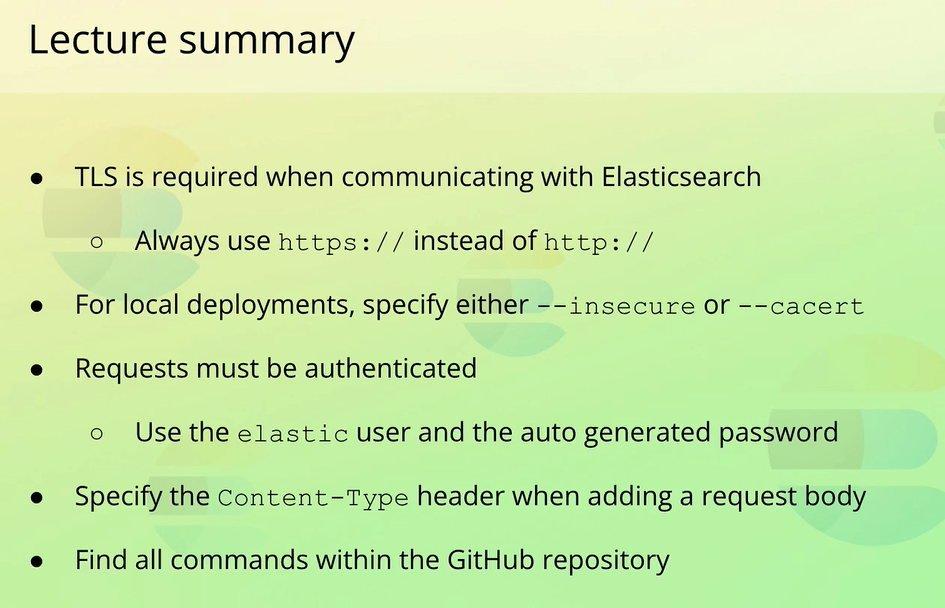 Lecture summary
● TLS is required when communicating with Elasticsearch
○ Always use https:// instead of http://
● For local deployments, specify either --insecure or --cacert
● Requests must be authenticated
○ Use the elastic user and the auto generated password
● Specify the Content-Type header when adding a request body
● Find all commands within the GitHub repository